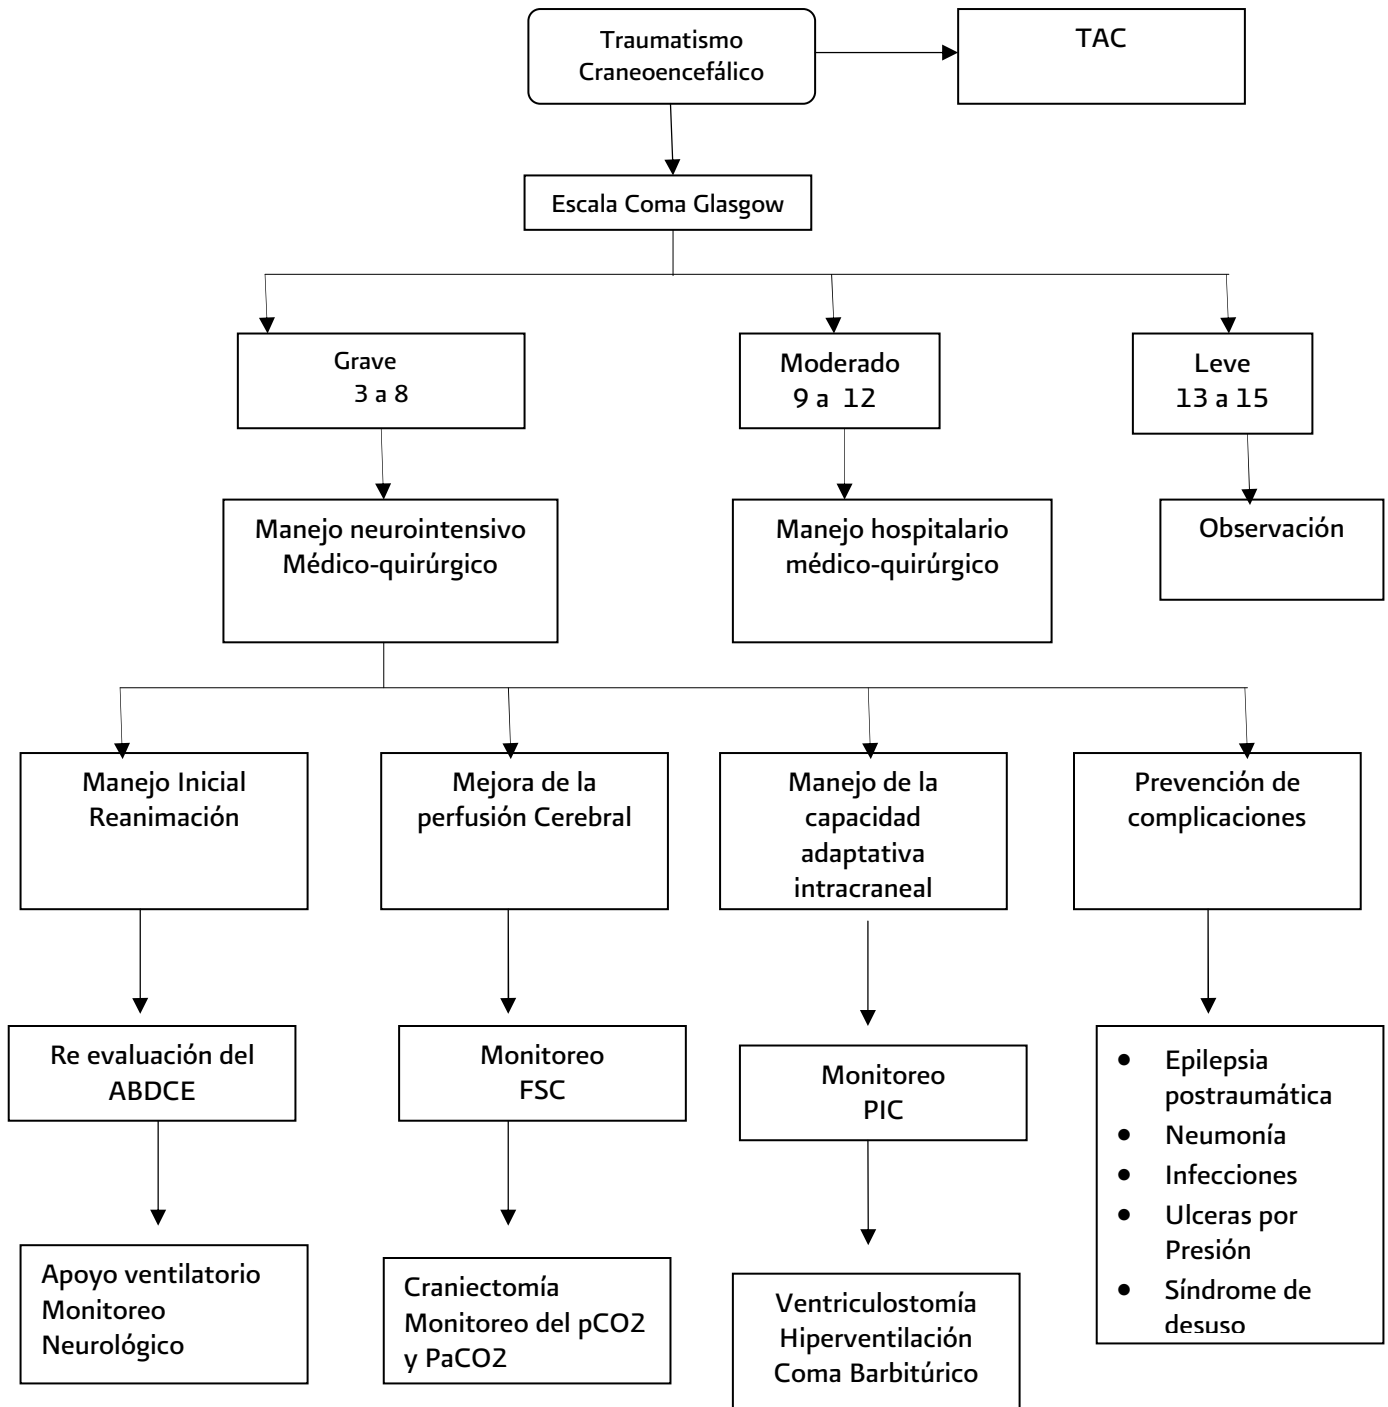 Traumatismo
Craneoencefálico
TAC
Escala Coma Glasgow
Grave
3 a 8
Moderado
9 a 12
Leve
13 a 15
Manejo neurointensivo
Médico-quirúrgico
Manejo hospitalario
médico-quirúrgico
Observación
Manejo Inicial
Reanimación
Mejora de la
perfusión Cerebral
Manejo de la
capacidad
adaptativa
intracraneal
Prevención de
complicaciones
Re evaluación del
ABDCE
Monitoreo
FSC
Monitoreo
PIC
• Epilepsia
postraumática
• Neumonía
• Infecciones
• Ulceras por
Presión
• Síndrome de
desuso
Apoyo ventilatorio
Monitoreo
Neurológico
Craniectomía
Monitoreo del pCO2
y PaCO2
Ventriculostomía
Hiperventilación
Coma Barbitúrico